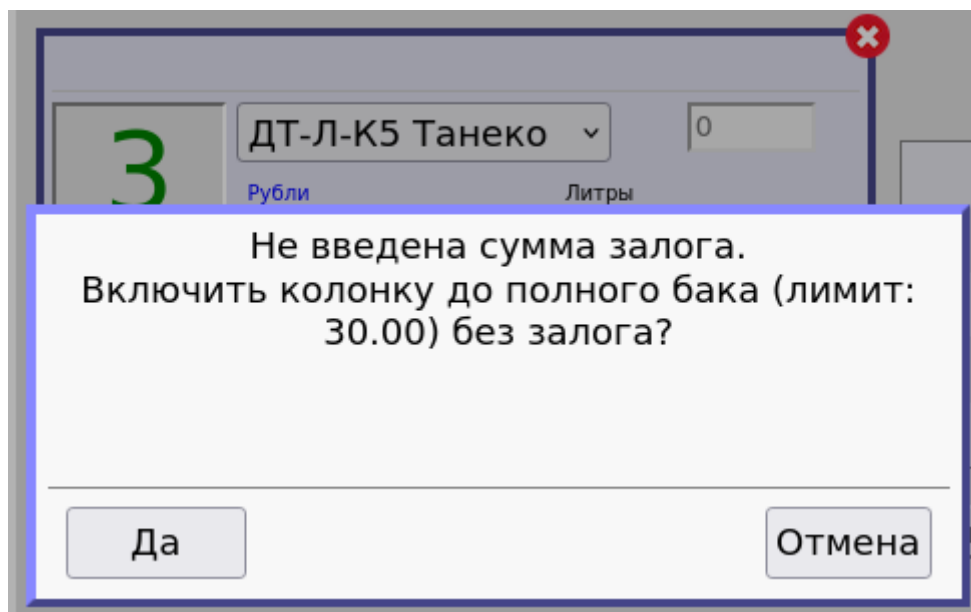 3
ДТ-Л-К5 Танеко
0
Рубли
Литры
Не введена сумма залога.
Включить колонку до полного бака (лимит:
30.00) без залога?
Да
Отмена